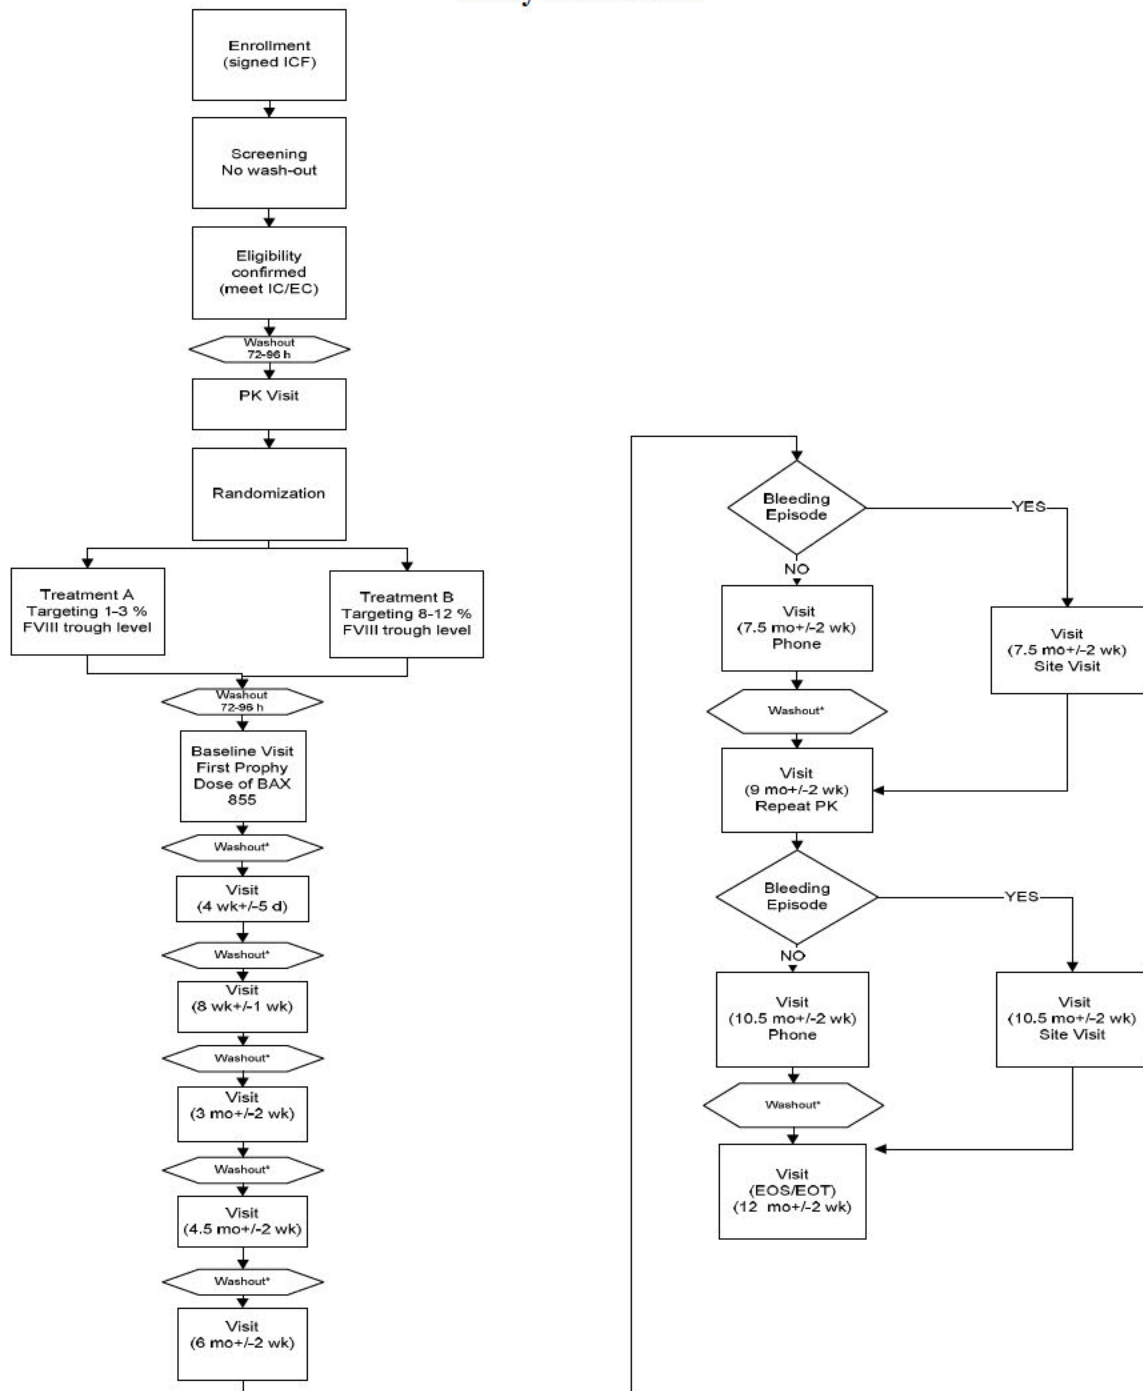 Enrollment
(signed ICF)
Screening
No wash-out
Eligibility
confirmed
(meet IC/EC)
Washout
72-96 h
PK Visit
Randomization
Treatment A
Targeting 1-3 %
FVIII trough level
Treatment B
Targeting 8-12 %
FVIII trough level
Washout
72-96 h
Baseline Visit
First Prophy
Dose of BAX
855
Washout*
Visit
(4 wk+/-5 d)
Washout*
Visit
(8 wk+/-1 wk)
Washout*
Visit
(3 mo+/-2 wk)
Washout*
Visit
(4.5 mo+/-2 wk)
Washout*
Visit
(6 mo+/-2 wk)
Bleeding
Episode
YES
NO
Visit
(7.5 mo+/-2 wk)
Phone
Visit
(7.5 mo+/-2 wk)
Site Visit
Washout*
Visit
(9 mo+/-2 wk)
Repeat PK
Bleeding
Episode
YES
NO
Visit
(10.5 mo+/-2 wk)
Phone
Visit
(10.5 mo+/-2 wk)
Site Visit
Washout*
Visit
(EOS/EOT)
(12 mo+/-2 wk)